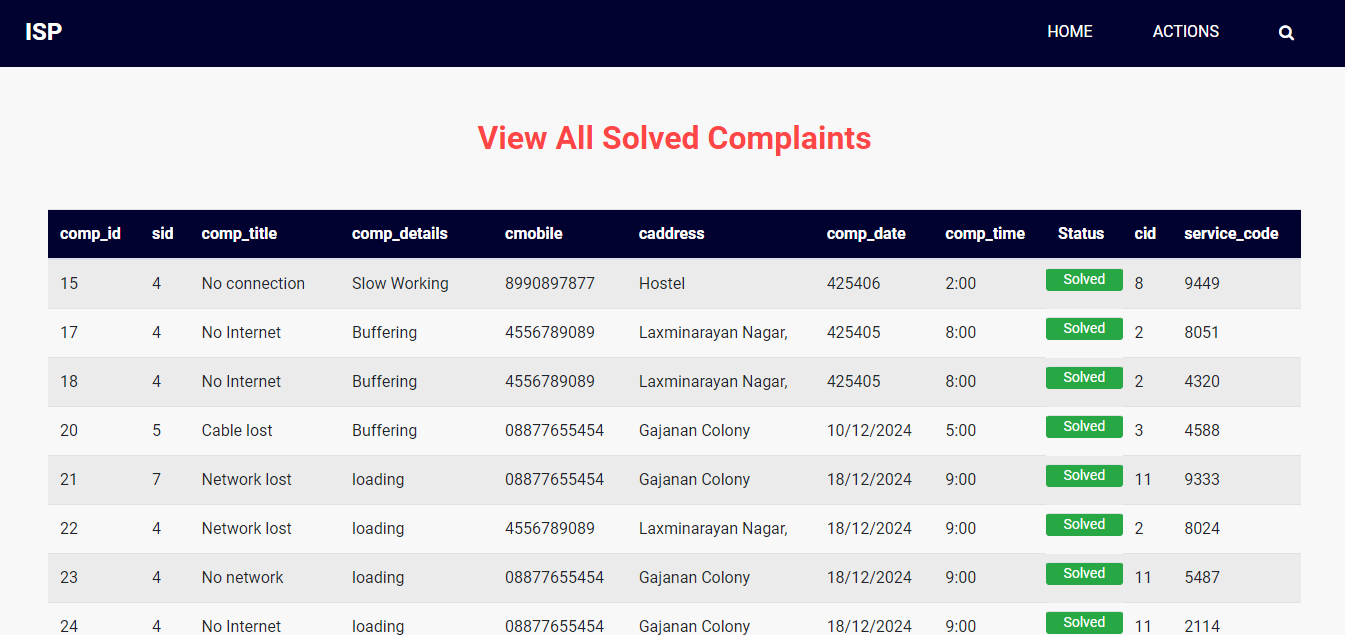 ISP HOME ACTIONS
View All Solved Complaints
comp_id sid comp_title comp_details cmobile caddress comp_date comp_time Status cid service_code
15 4 No connection Slow Working 8990897877 Hostel 425406 2:00 Solved 8 9449
17 4 No Internet Buffering 4556789089 Laxminarayan Nagar, 425405 8:00 Solved 2 8051
18 4 No Internet Buffering 4556789089 Laxminarayan Nagar, 425405 8:00 Solved 2 4320
20 5 Cable lost Buffering 08877655454 Gajanan Colony 10/12/2024 5:00 Solved 3 4588
21 7 Network lost loading 08877655454 Gajanan Colony 18/12/2024 9:00 Solved 11 9333
22 4 Network lost loading 4556789089 Laxminarayan Nagar, 18/12/2024 9:00 Solved 2 8024
23 4 No network loading 08877655454 Gajanan Colony 18/12/2024 9:00 Solved 11 5487
24 4 No Internet loading 08877655454 Gajanan Colony 18/12/2024 9:00 Solved 11 2114